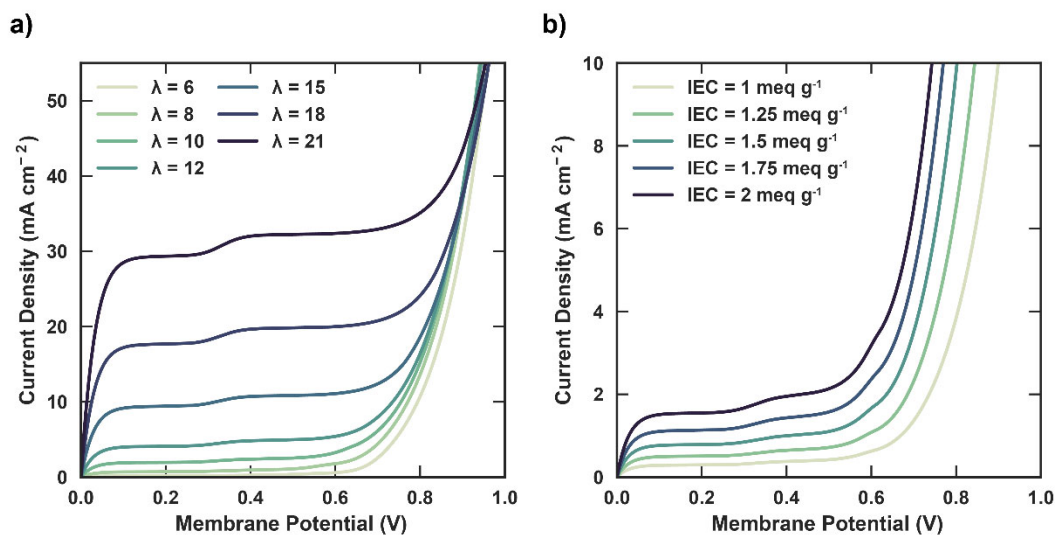 a)
Current Density (mA cm⁻²)
50
40
30
20
10
0
λ = 6
λ = 8
λ = 10
λ = 12
λ = 15
λ = 18
λ = 21
0.0 0.2 0.4 0.6 0.8 1.0
Membrane Potential (V)
b)
Current Density (mA cm⁻²)
10
8
6
4
2
0
IEC = 1 meq g⁻¹
IEC = 1.25 meq g⁻¹
IEC = 1.5 meq g⁻¹
IEC = 1.75 meq g⁻¹
IEC = 2 meq g⁻¹
0.0 0.2 0.4 0.6 0.8 1.0
Membrane Potential (V)